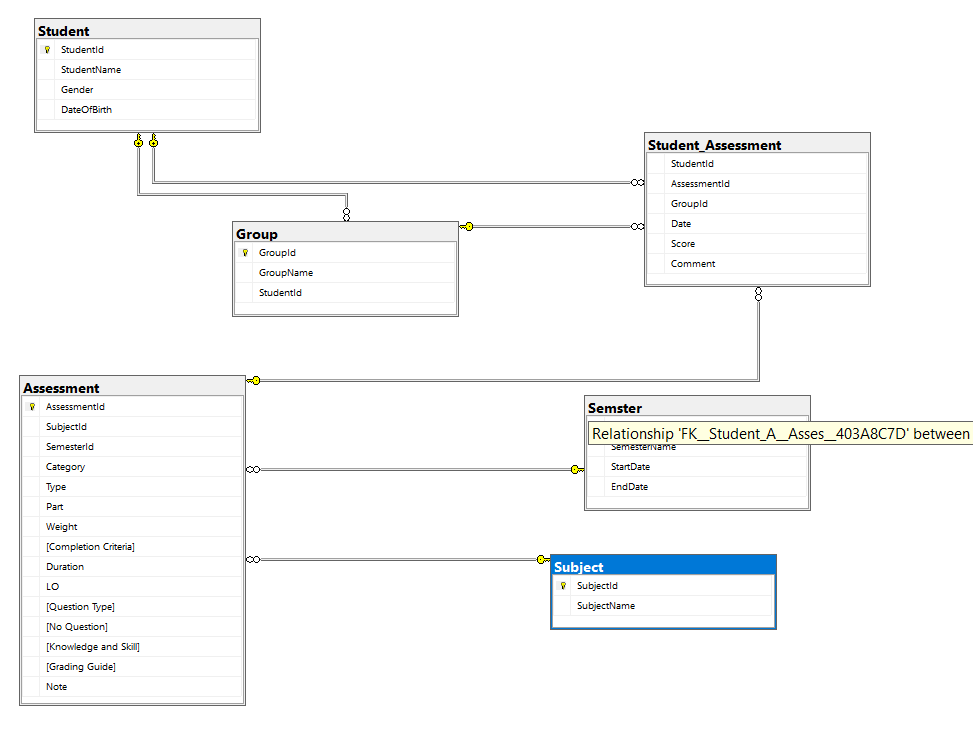 Student
StudentId
StudentName
Gender
DateOfBirth
Student_Assessment
StudentId
AssessmentId
GroupId
Date
Score
Comment
Group
GroupId
GroupName
StudentId
Assessment
AssessmentId
SubjectId
SemesterId
Category
Type
Part
Weight
[Completion Criteria]
Duration
LO
[Question Type]
[No Question]
[Knowledge and Skill]
[Grading Guide]
Note
Semster
Relationship 'FK__Student_A__Asses__403A8C7D' between
SemesterName
StartDate
EndDate
Subject
SubjectId
SubjectName